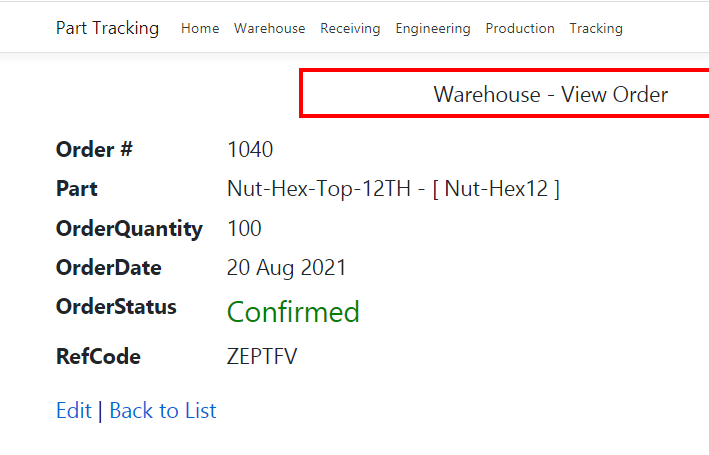 Part Tracking Home Warehouse Receiving Engineering Production Tracking
Warehouse - View Order
Order # 1040
Part Nut-Hex-Top-12TH - [ Nut-Hex12 ]
OrderQuantity 100
OrderDate 20 Aug 2021
OrderStatus Confirmed
RefCode ZEPTFV
Edit | Back to List